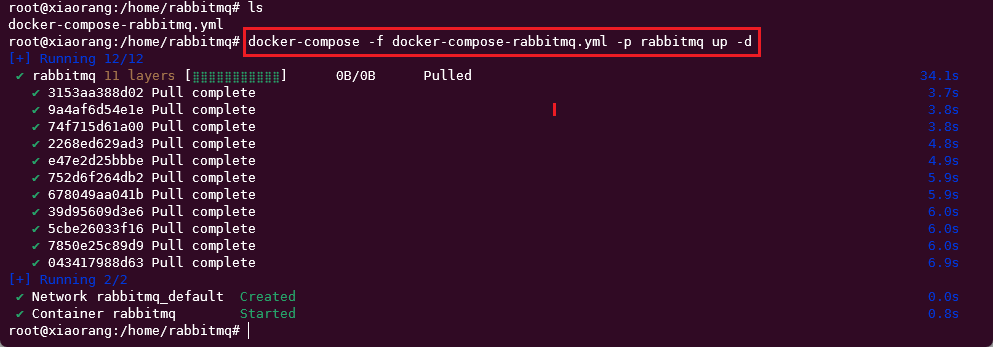 root@xiaorang:/home/rabbitmq# ls
docker-compose-rabbitmq.yml
root@xiaorang:/home/rabbitmq# docker-compose -f docker-compose-rabbitmq.yml -p rabbitmq up -d
[+] Running 12/12
✔ rabbitmq 11 layers [⣿⣿⣿⣿⣿⣿⣿⣿⣿⣿⣿] 0B/0B Pulled 34.1s
✔ 3153aa388d02 Pull complete 3.7s
✔ 9a4af6d54e1e Pull complete 3.8s
✔ 74f715d61a00 Pull complete 3.8s
✔ 2268ed629ad3 Pull complete 4.8s
✔ e47e2d25bbbe Pull complete 4.9s
✔ 752d6f264db2 Pull complete 5.9s
✔ 678049aa041b Pull complete 5.9s
✔ 39d95609d3e6 Pull complete 6.0s
✔ 5cbe26033f16 Pull complete 6.0s
✔ 7850e25c89d9 Pull complete 6.0s
✔ 043417988d63 Pull complete 6.9s
[+] Running 2/2
✔ Network rabbitmq_default Created 0.0s
✔ Container rabbitmq Started 0.8s
root@xiaorang:/home/rabbitmq#